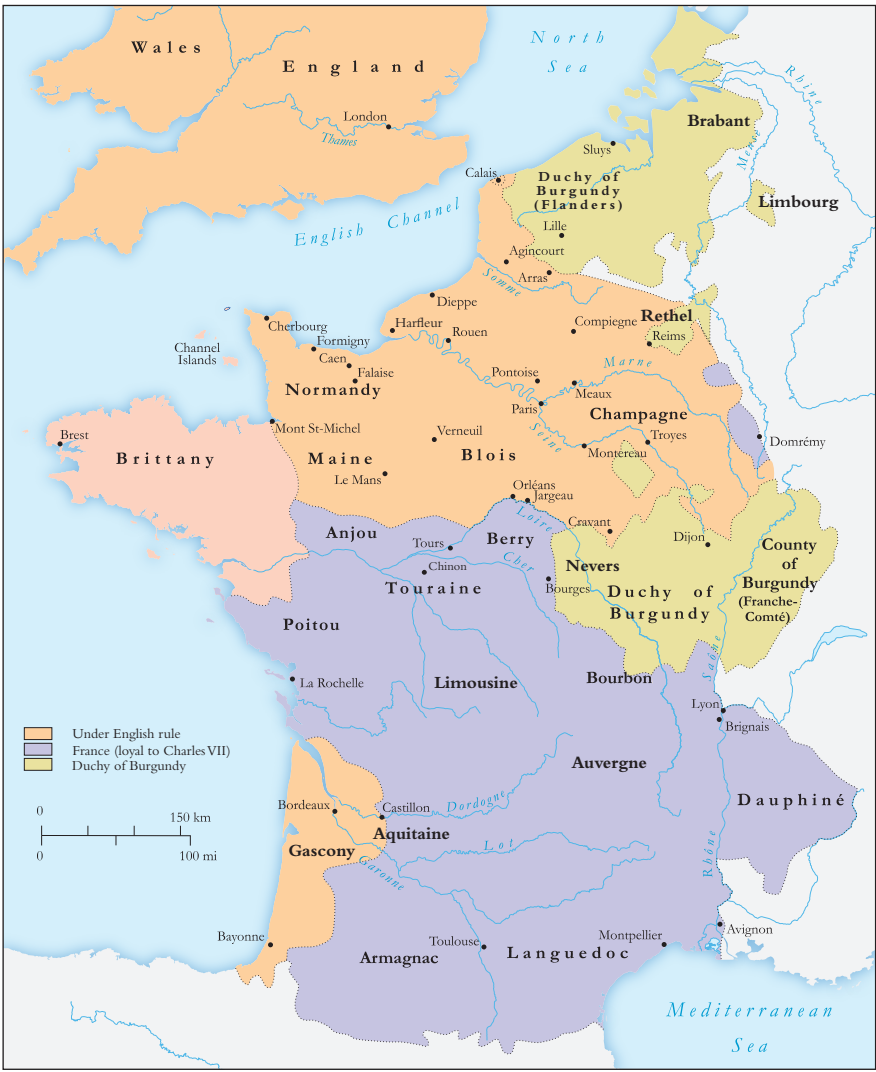 Wales
England
North
Sea
Rhine
London
Thames
Brabant
Sluys
Meuse
Calais
Duchy of
Burgundy
(Flanders)
Limbourg
English Channel
Lille
Agincourt
Arras
Somme
Dieppe
Rethel
Cherbourg
Harfleur
Rouen
Compiegne
Reims
Channel
Islands
Formigny
Caen
Falaise
Normandy
Pontoise
Marne
Meaux
Paris
Champagne
Brest
Mont St-Michel
Verneuil
Seine
Troyes
Domrémy
Brittany
Maine
Blois
Montereau
Le Mans
Orléans
Jargeau
Loire
Cravant
Anjou
Tours
Berry
Dijon
County
of
Burgundy
(Franche-
Comté)
Chinon
Cher
Nevers
Touraine
Bourges
Duchy of
Burgundy
Poitou
Saône
La Rochelle
Limousine
Bourbon
Lyon
Brignais
Under English rule
France (loyal to Charles VII)
Duchy of Burgundy
Auvergne
Dauphiné
0
150 km
0
100 mi
Bordeaux
Castillon
Dordogne
Aquitaine
Gascony
Lot
Garonne
Rhône
Bayonne
Toulouse
Montpellier
Avignon
Armagnac
Languedoc
Mediterranean
Sea